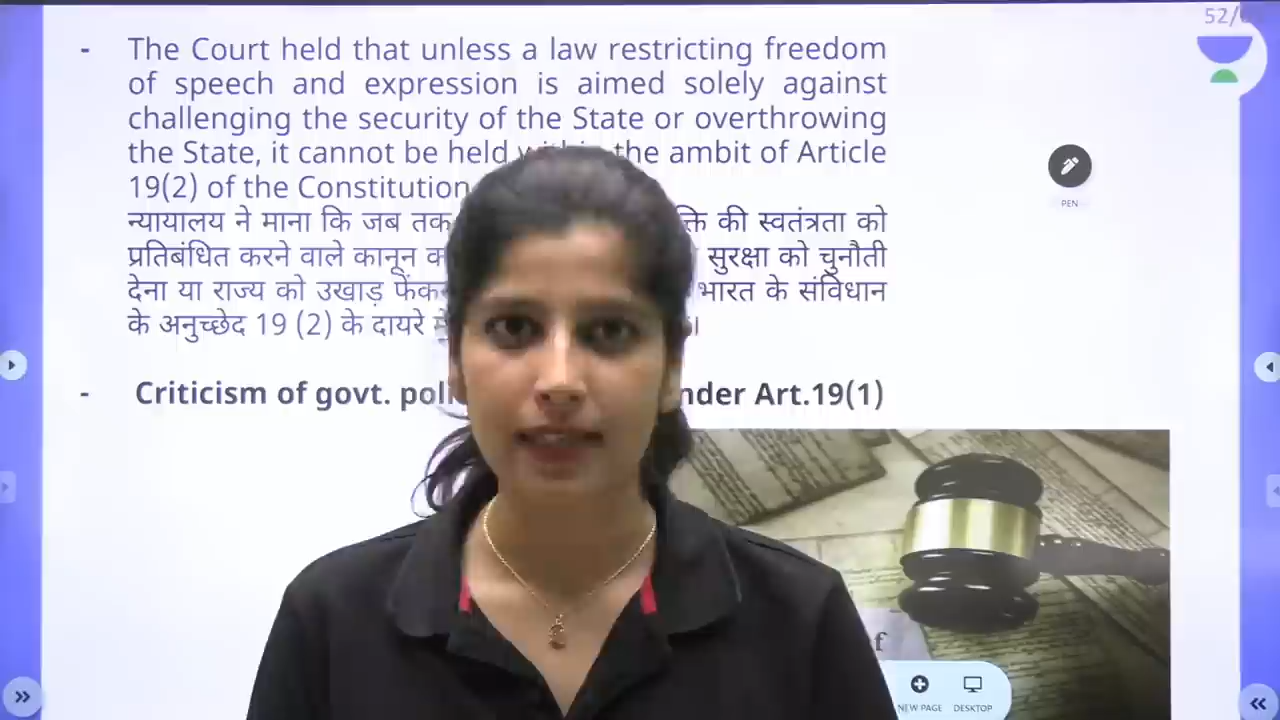 52/
- The Court held that unless a law restricting freedom
of speech and expression is aimed solely against
challenging the security of the State or overthrowing
the State, it cannot be held the ambit of Article
19(2) of the Constitution
न्यायालय ने माना कि जब तक की स्वतंत्रता को
प्रतिबंधित करने वाले कानून सुरक्षा को चुनौती
देना या राज्य को उखाड़ भारत के संविधान
के अनुच्छेद 19 (2) के दायरे
- Criticism of govt. under Art.19(1)
PEN
NEW PAGE DESKTOP